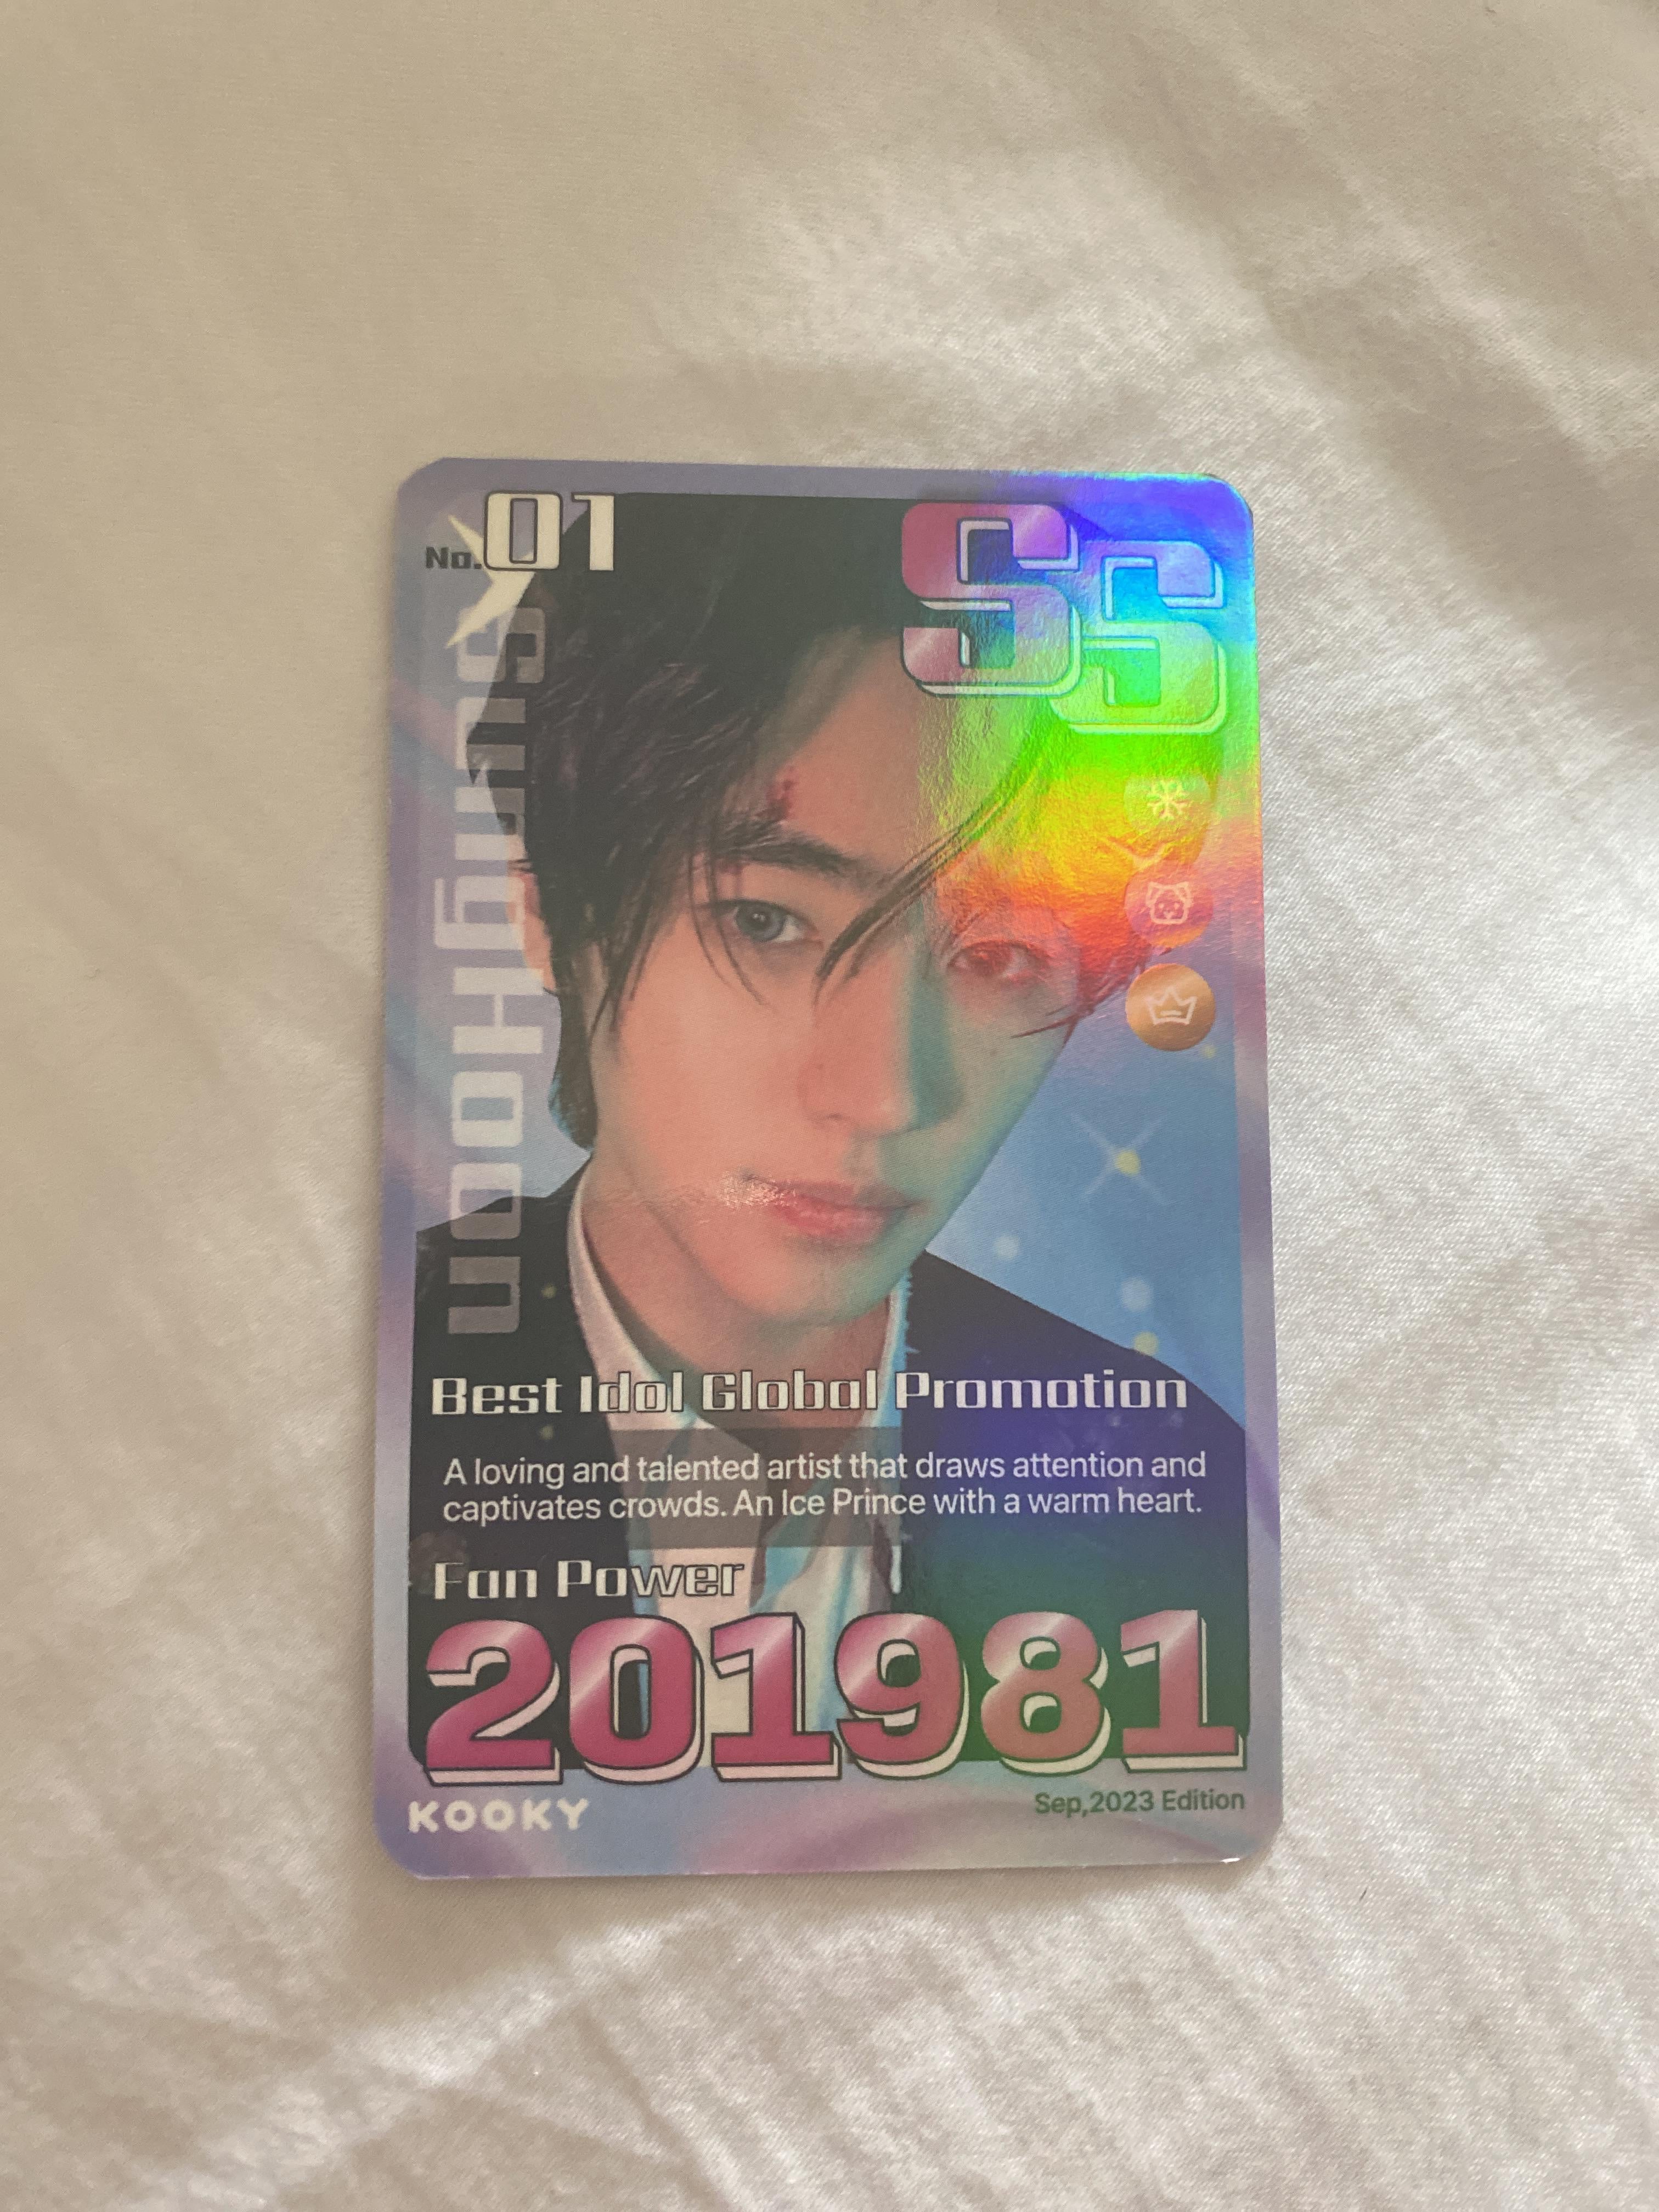 No.01
SS
SungHoon
Best Idol Global Promotion
A loving and talented artist that draws attention and
captivates crowds. An Ice Prince with a warm heart.
Fan Power
201981
KOOKY
Sep,2023 Edition